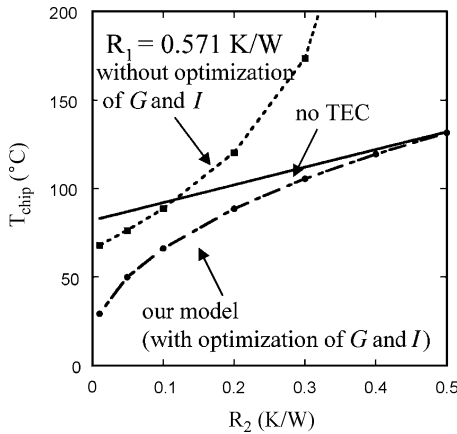 200
150
100
50
0
T_chip (°C)
R₁ = 0.571 K/W
without optimization
of G and I
no TEC
our model
(with optimization of G and I)
0 0.1 0.2 0.3 0.4 0.5
R₂ (K/W)